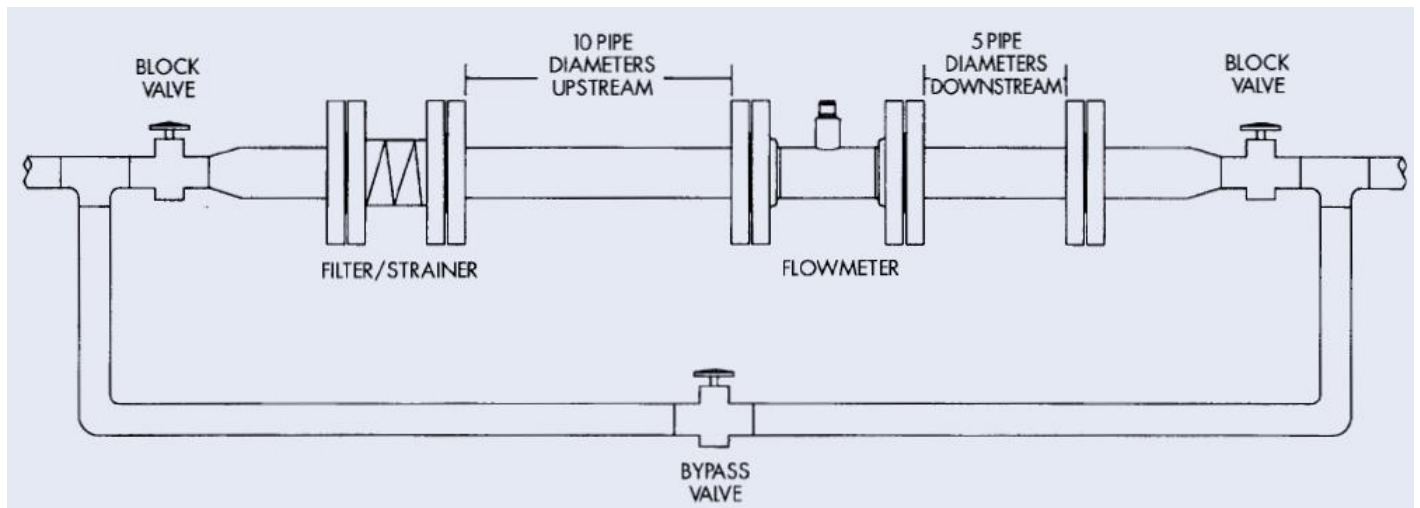 BLOCK
VALVE
10 PIPE
DIAMETERS
UPSTREAM
5 PIPE
DIAMETERS
DOWNSTREAM
BLOCK
VALVE
FILTER/STRAINER
FLOWMETER
BYPASS
VALVE